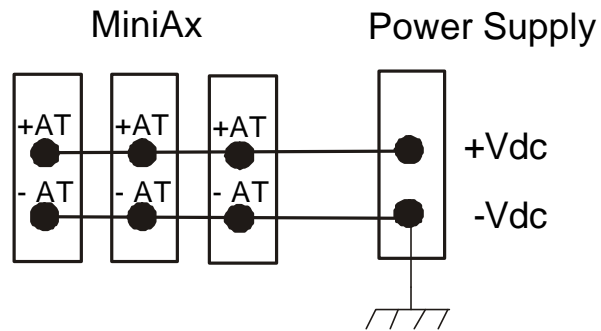 MiniAx Power Supply
+AT +AT +AT +Vdc
- AT - AT - AT -Vdc